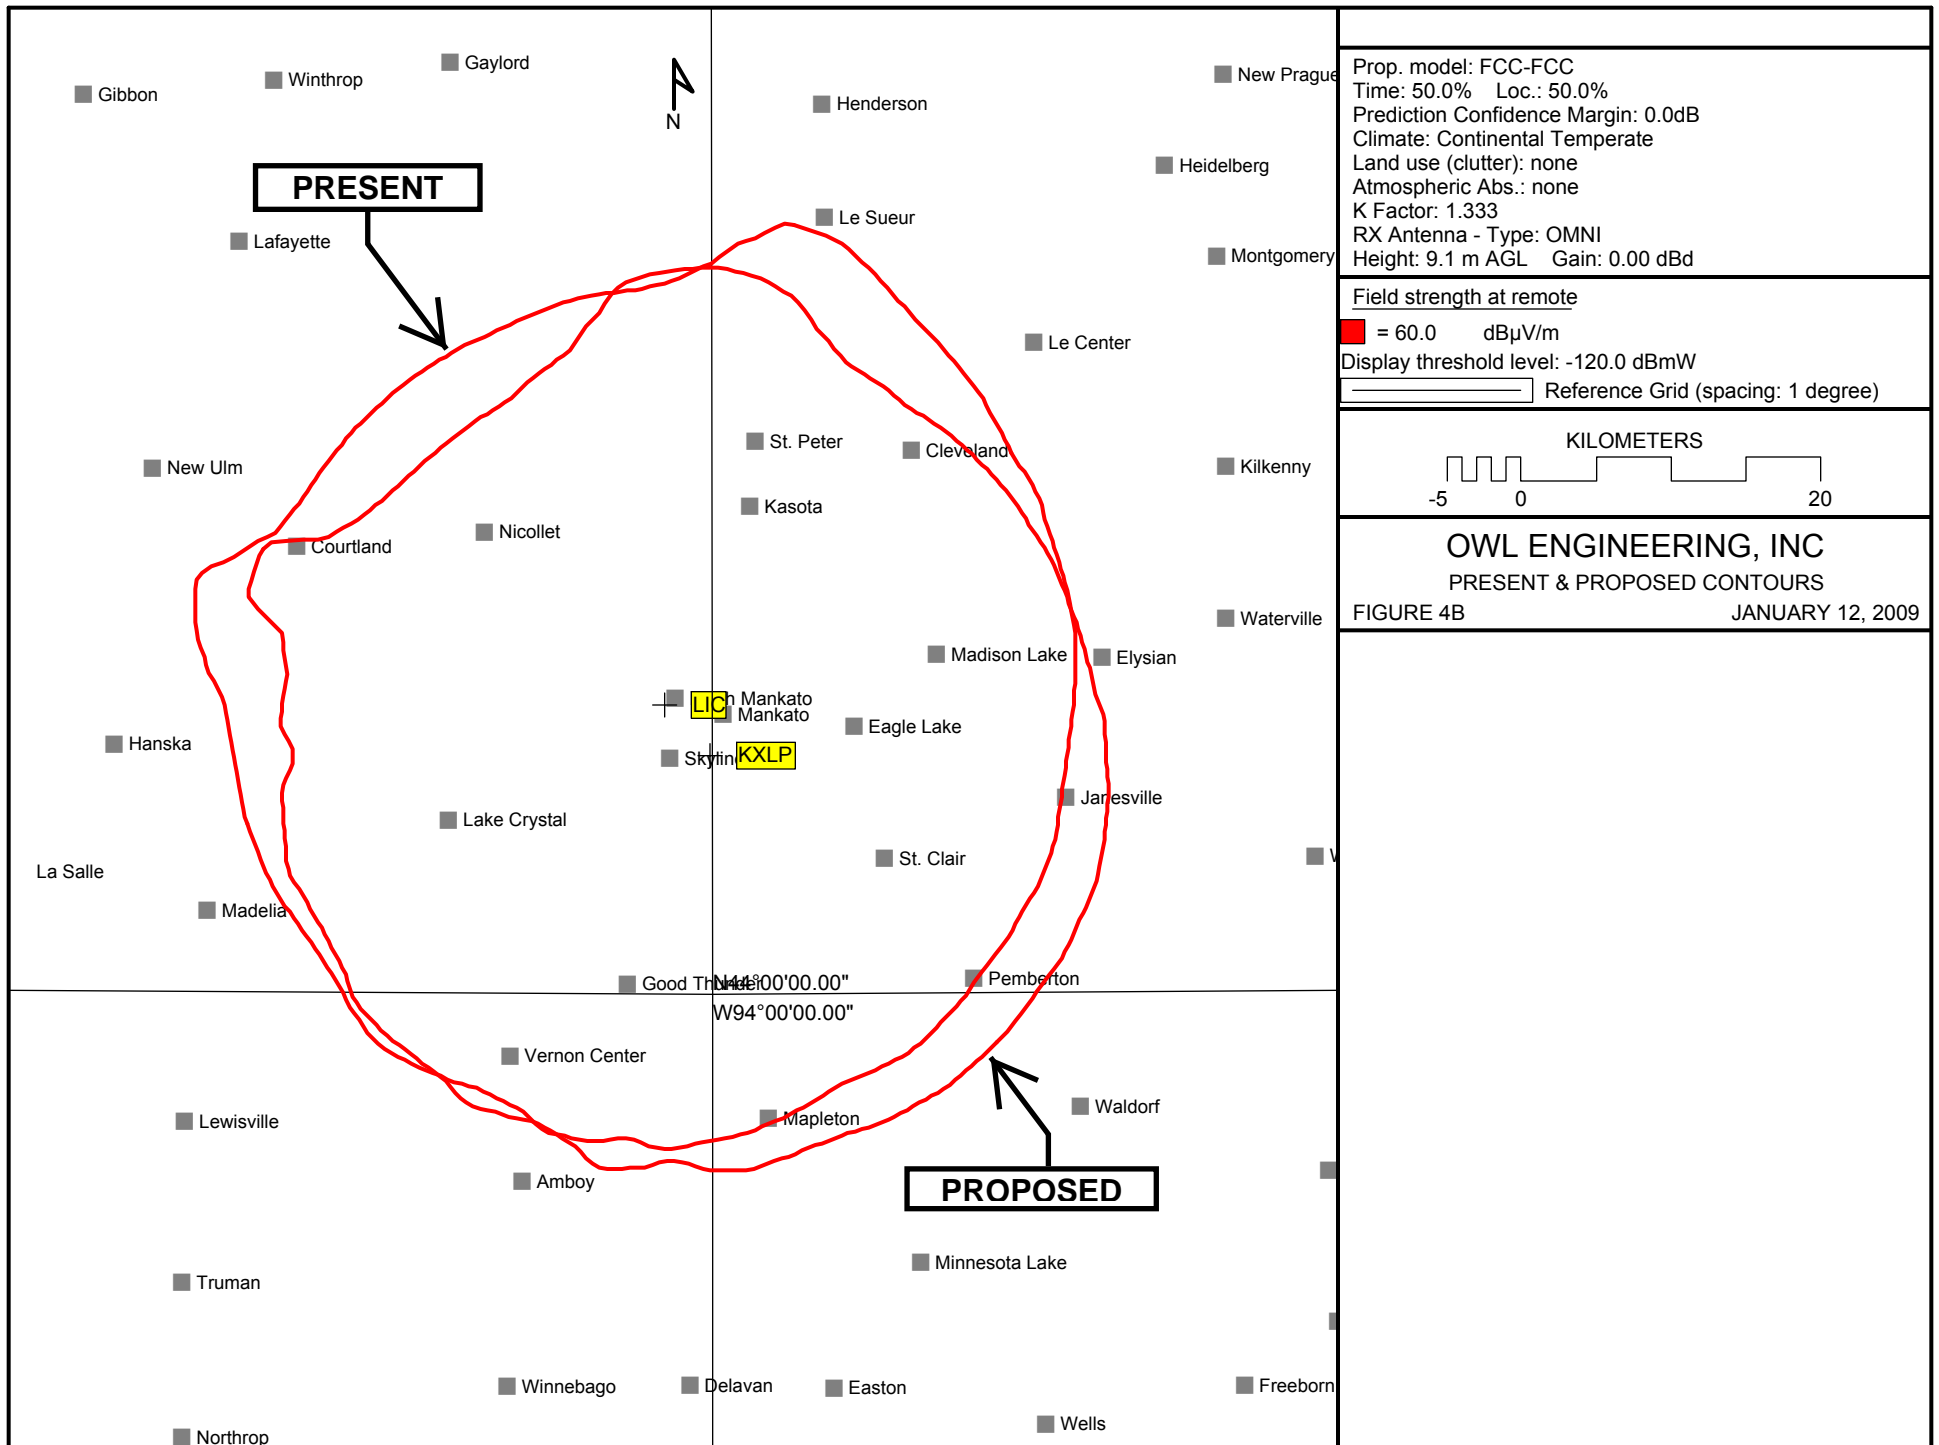 Gaylord
Winthrop
New Prague
Gibbon
Henderson
N
Heidelberg
PRESENT
Le Sueur
Lafayette
Montgomery
Le Center
St. Peter
Cleveland
New Ulm
Kilkenny
Kasota
Nicollet
Courtland
Waterville
Madison Lake
Elysian
LIC
h Mankato
Mankato
Eagle Lake
Hanska
Skyline
KXLP
Janesville
Lake Crystal
St. Clair
La Salle
Madelia
Good Thunder
N44°00'00.00"
Pemberton
W94°00'00.00"
Vernon Center
Waldorf
Lewisville
Mapleton
Amboy
PROPOSED
Minnesota Lake
Truman
Winnebago
Delavan
Easton
Freeborn
Wells
Northrop
Prop. model: FCC-FCC
Time: 50.0% Loc.: 50.0%
Prediction Confidence Margin: 0.0dB
Climate: Continental Temperate
Land use (clutter): none
Atmospheric Abs.: none
K Factor: 1.333
RX Antenna - Type: OMNI
Height: 9.1 m AGL Gain: 0.00 dBd
Field strength at remote
= 60.0 dBµV/m
Display threshold level: -120.0 dBmW
Reference Grid (spacing: 1 degree)
KILOMETERS
-5 0 20
OWL ENGINEERING, INC
PRESENT & PROPOSED CONTOURS
FIGURE 4B JANUARY 12, 2009